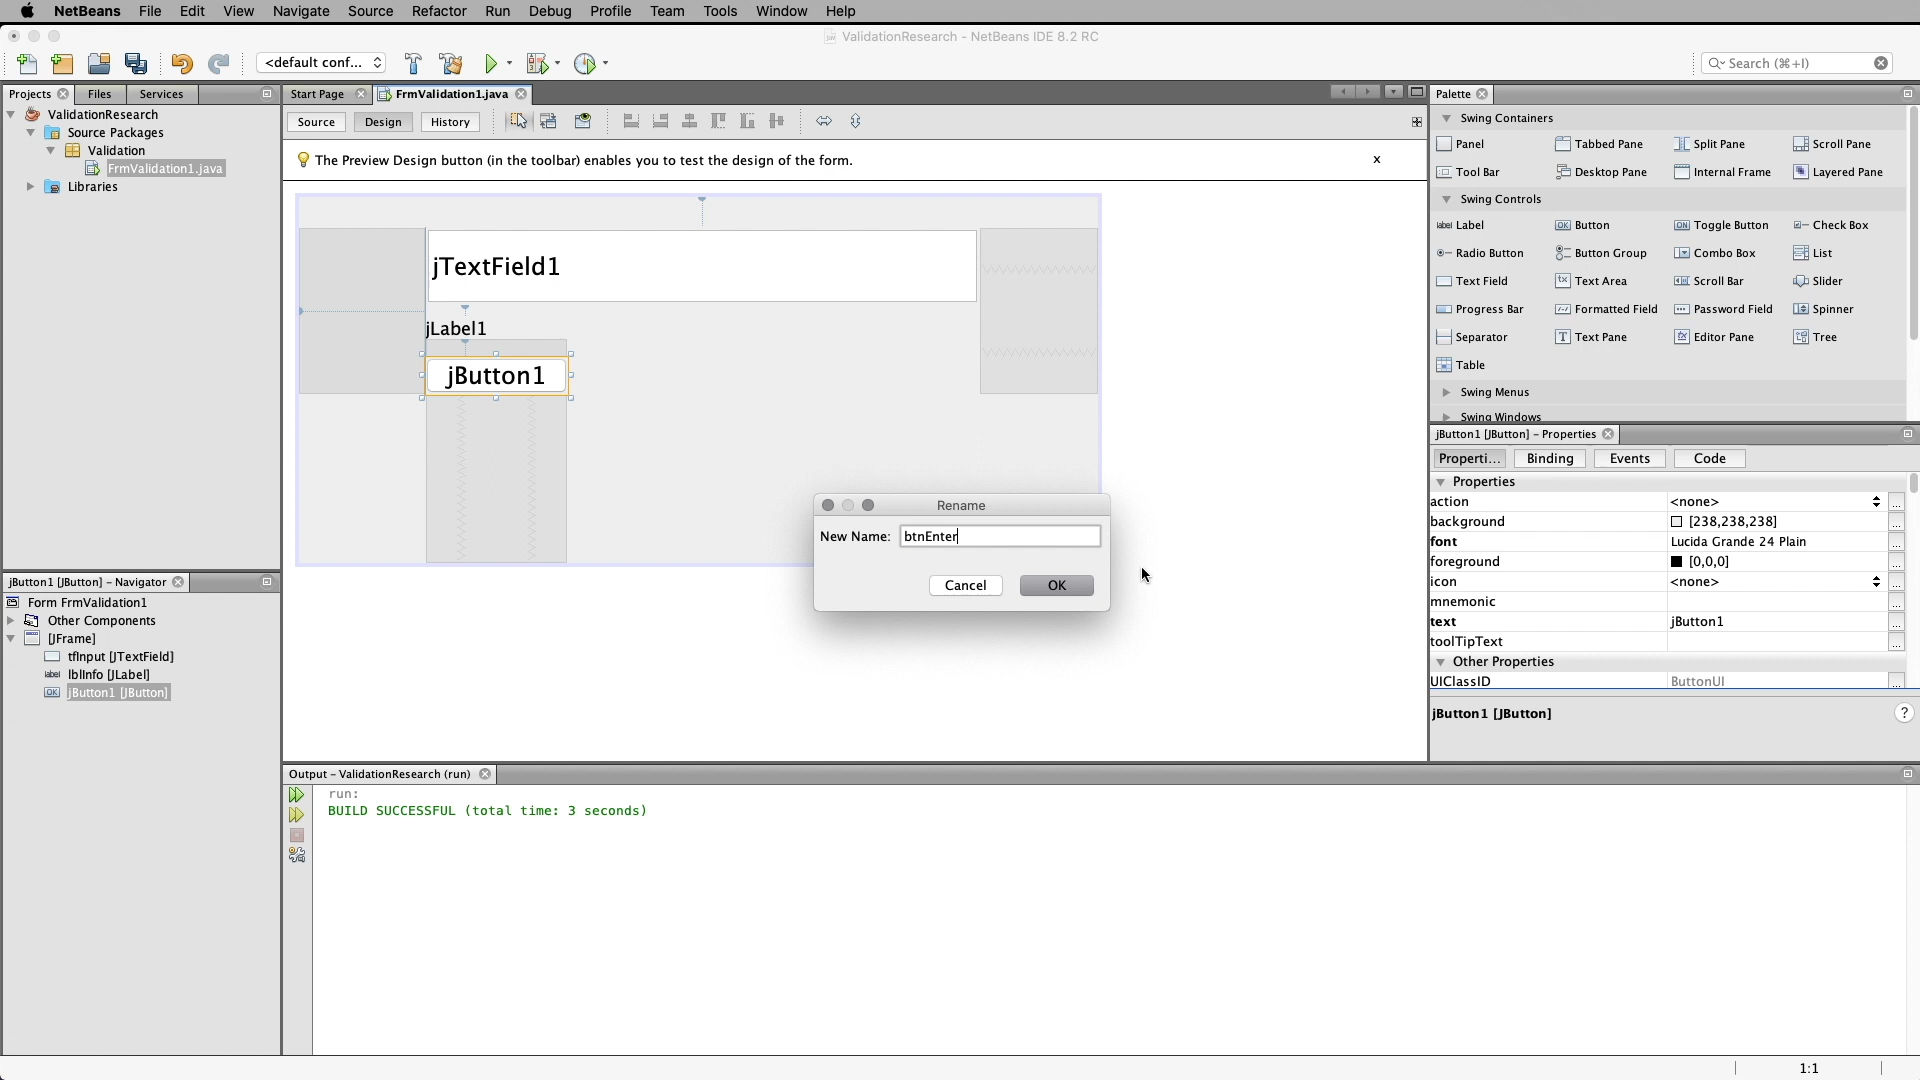 NetBeans File Edit View Navigate Source Refactor Run Debug Profile Team Tools Window Help
ValidationResearch - NetBeans IDE 8.2 RC
<default conf...
Search (⌘+I)
Projects Files Services
Start Page FrmValidation1.java
Palette
ValidationResearch
Source Packages
Validation
FrmValidation1.java
Libraries
Source Design History
The Preview Design button (in the toolbar) enables you to test the design of the form.
x
jTextField1
jLabel1
jButton1
Rename
New Name: btnEnter
Cancel OK
Swing Containers
Panel Tabbed Pane Split Pane Scroll Pane
Tool Bar Desktop Pane Internal Frame Layered Pane
Swing Controls
Label Button Toggle Button Check Box
Radio Button Button Group Combo Box List
Text Field Text Area Scroll Bar Slider
Progress Bar Formatted Field Password Field Spinner
Separator Text Pane Editor Pane Tree
Table
Swing Menus
Swing Windows
jButton1 [JButton] - Properties
Properti... Binding Events Code
Properties
action <none> ...
background [238,238,238] ...
font Lucida Grande 24 Plain ...
foreground [0,0,0] ...
icon <none> ...
mnemonic ...
text jButton1 ...
toolTipText ...
Other Properties
UIClassID ButtonUI ...
jButton1 [JButton]
?
jButton1 [JButton] - Navigator
Form FrmValidation1
Other Components
[JFrame]
tfInput [JTextField]
lblInfo [JLabel]
jButton1 [JButton]
Output - ValidationResearch (run)
run:
BUILD SUCCESSFUL (total time: 3 seconds)
1:1